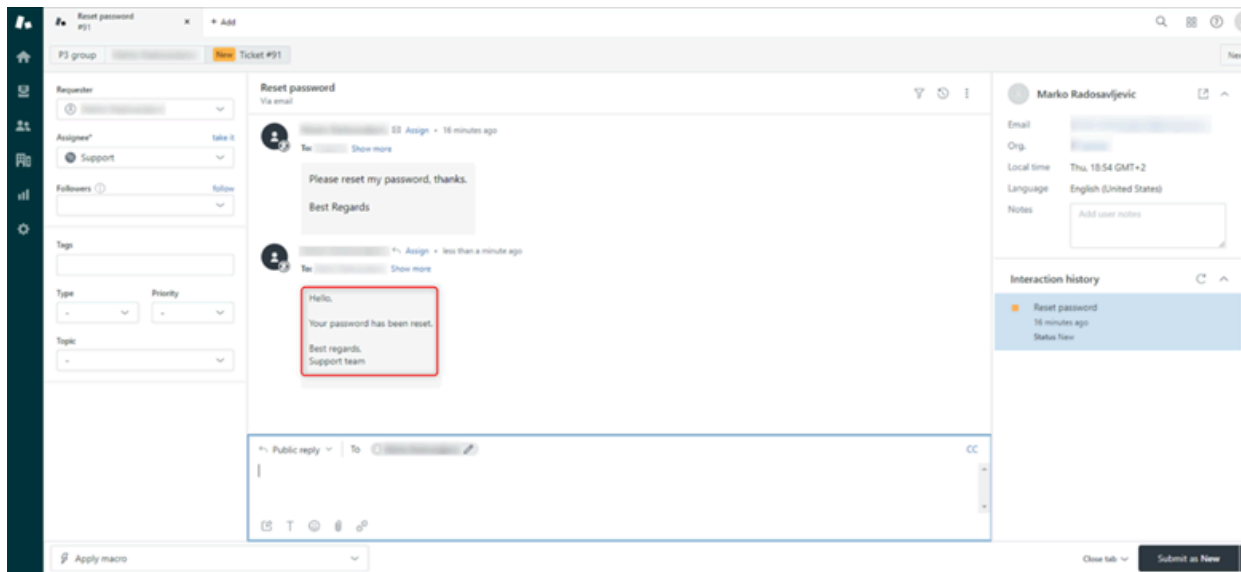 Reset password
#91
+ Add
P3 group
New Ticket #91
New
Requester
Assignee* take it
Support
Followers follow
Tags
Type Priority
- -
Topic
-
Reset password
Via email
Assign • 16 minutes ago
To: Show more
Please reset my password, thanks.
Best Regards
Assign • less than a minute ago
To: Show more
Hello,
Your password has been reset.
Best regards,
Support team
Public reply To CC
Apply macro
Marko Radosavljevic
Email
Org.
Local time Thu, 18:54 GMT+2
Language English (United States)
Notes Add user notes
Interaction history
Reset password
16 minutes ago
Status New
Close tab Submit as New